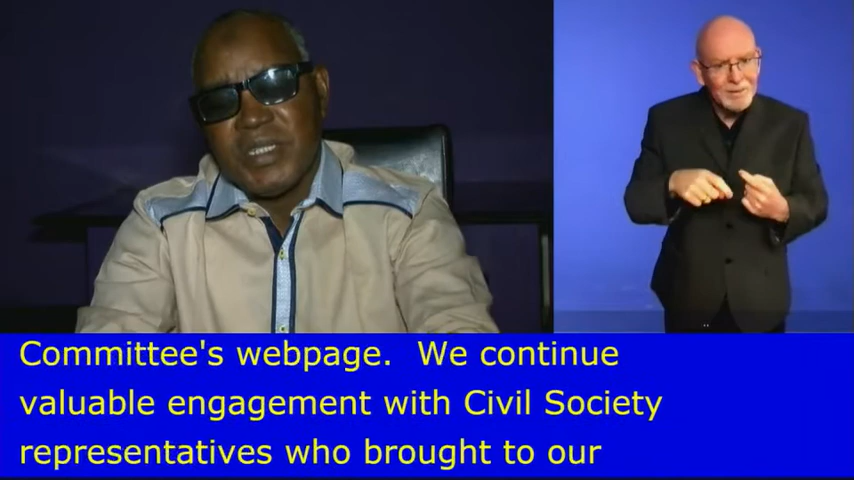 Committee's webpage.  We continue
valuable engagement with Civil Society
representatives who brought to our